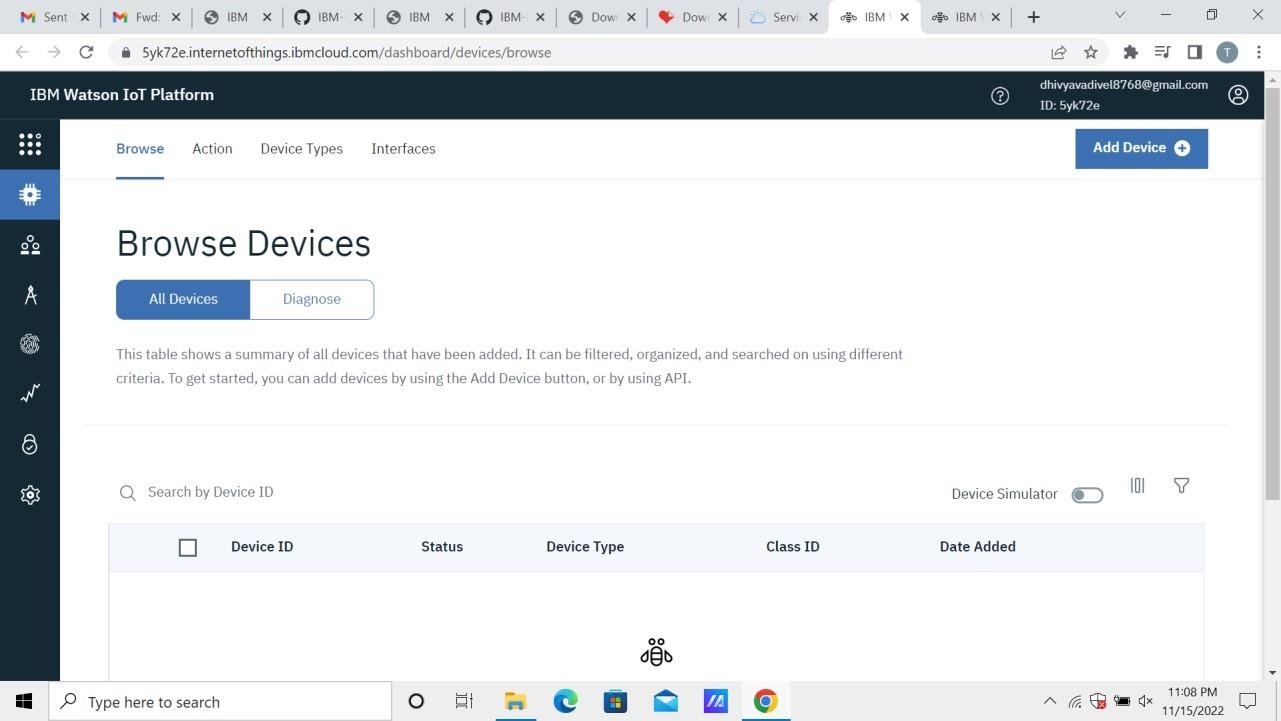 Sent
Fwd:
IBM
IBM-
IBM
IBM-
Dow
Dow
Servi
IBM
IBM
5yk72e.internetofthings.ibmcloud.com/dashboard/devices/browse
T
IBM Watson IoT Platform
dhivyavadivel8768@gmail.com
ID: 5yk72e
Browse Action Device Types Interfaces
Add Device
Browse Devices
All Devices Diagnose
This table shows a summary of all devices that have been added. It can be filtered, organized, and searched on using different
criteria. To get started, you can add devices by using the Add Device button, or by using API.
Search by Device ID
Device Simulator
Device ID Status Device Type Class ID Date Added
Type here to search
11:08 PM
11/15/2022